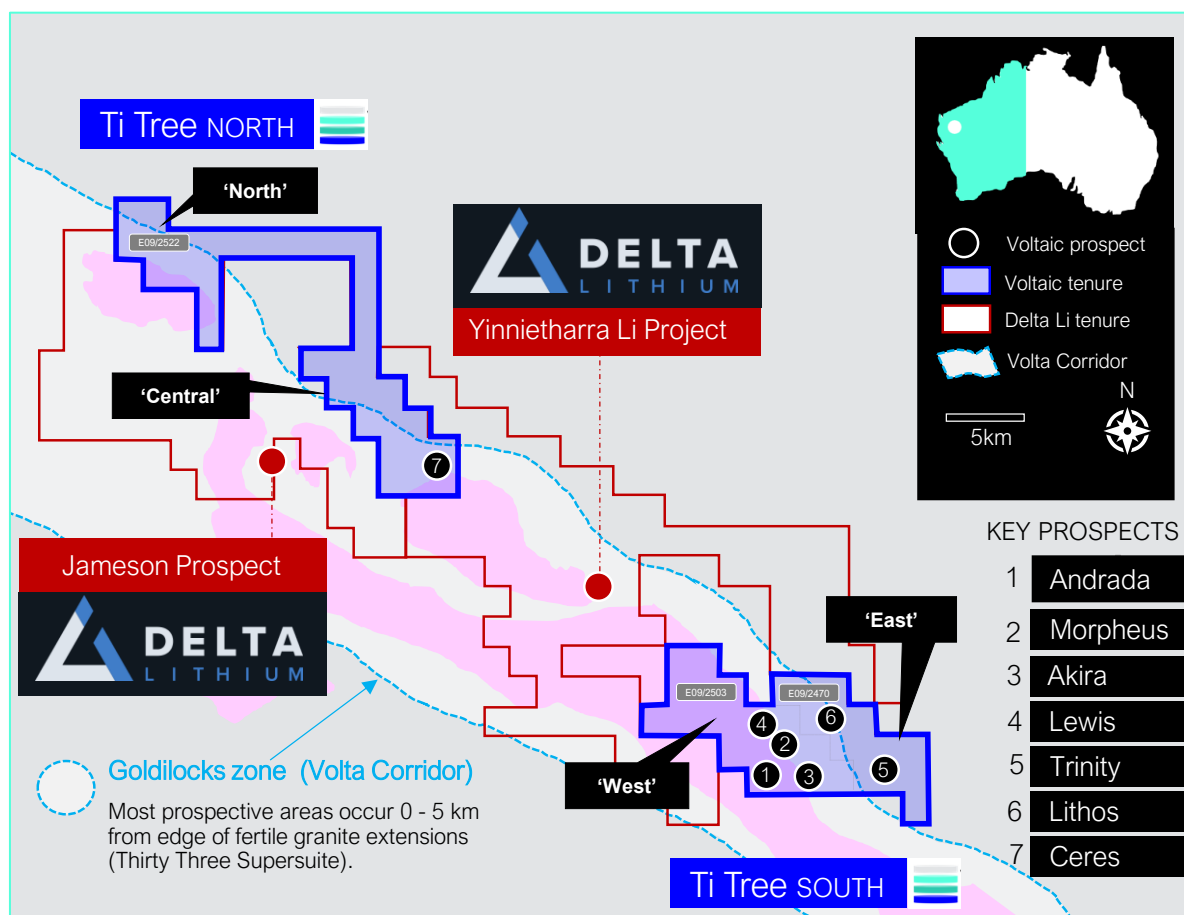 Ti Tree NORTH
'North'
E09/2522
DELTA
LITHIUM
Yinnietharra Li Project
'Central'
7
Jameson Prospect
DELTA
LITHIUM
Goldilocks zone (Volta Corridor)
Most prospective areas occur 0 - 5 km
from edge of fertile granite extensions
(Thirty Three Supersuite).
'East'
E09/2503
E09/2470
4
6
2
1
3
5
'West'
Ti Tree SOUTH
Voltaic prospect
Voltaic tenure
Delta Li tenure
Volta Corridor
N
5km
KEY PROSPECTS
1 Andrada
2 Morpheus
3 Akira
4 Lewis
5 Trinity
6 Lithos
7 Ceres